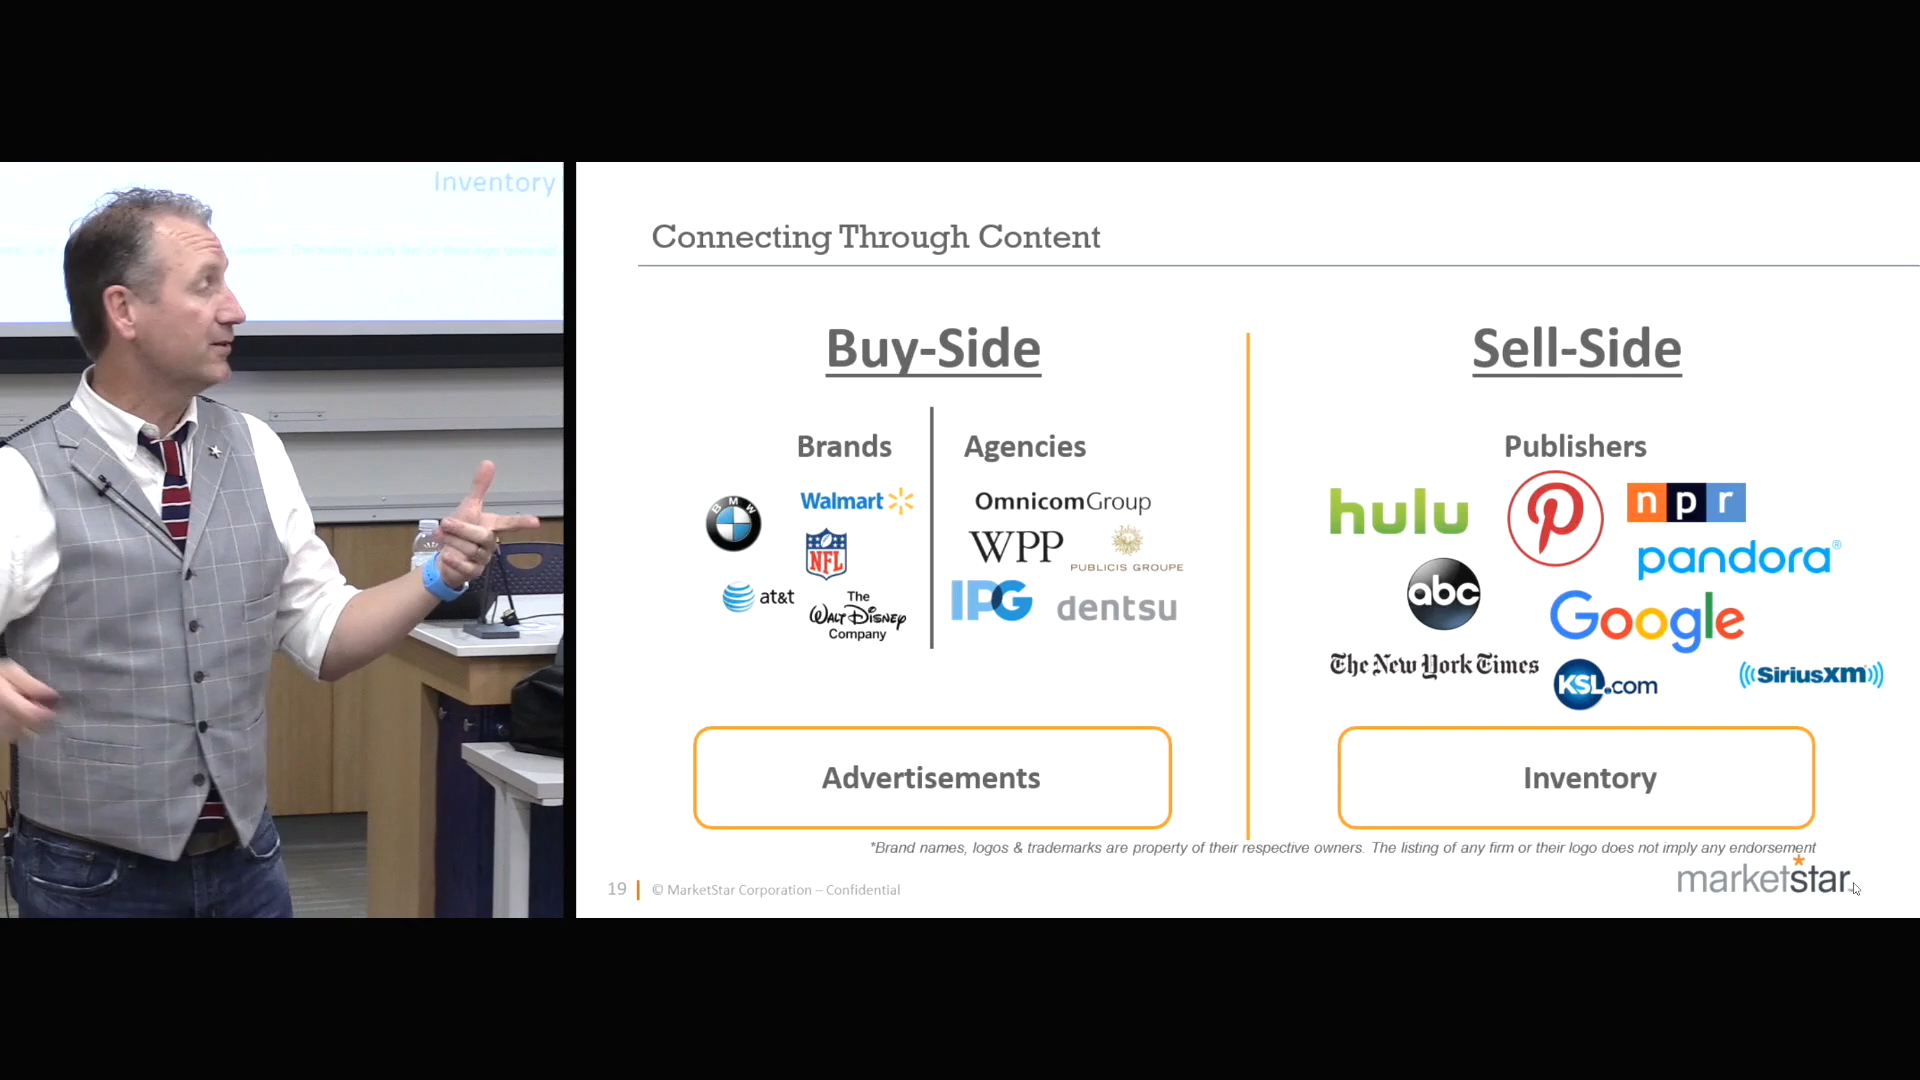 Inventory
Connecting Through Content
Buy-Side
Sell-Side
Brands
Agencies
Publishers
BMW
Walmart
NFL
at&t
The
Walt Disney
Company
OmnicomGroup
WPP
PUBLICIS GROUPE
IPG
dentsu
hulu
npr
pandora®
abc
Google
The New York Times
KSL.com
((SiriusXM))
Advertisements
Inventory
*Brand names, logos & trademarks are property of their respective owners. The listing of any firm or their logo does not imply any endorsement
19
© MarketStar Corporation – Confidential
marketstar